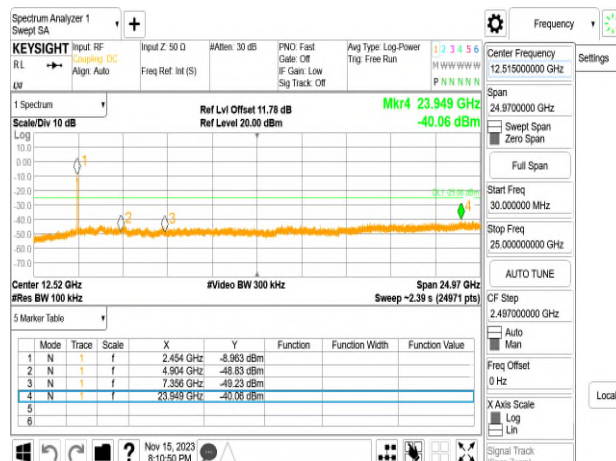 Spectrum Analyzer 1
Swept SA
+
Frequency
KEYSIGHT
RL
Input: RF
Coupling: DC
Align: Auto
Input Z: 50 Ω
Freq Ref: Int (S)
#Atten: 30 dB
PNO: Fast
Gate: Off
IF Gain: Low
Sig Track: Off
Avg Type: Log-Power
Trig: Free Run
1 2 3 4 5 6
M W W W W W
P N N N N N
Center Frequency
12.515000000 GHz
Settings
Span
24.9700000 GHz
Swept Span
Zero Span
Full Span
Start Freq
30.000000 MHz
Stop Freq
25.000000000 GHz
AUTO TUNE
CF Step
2.497000000 GHz
Auto
Man
Freq Offset
0 Hz
X Axis Scale
Log
Lin
Local
Signal Track
1 Spectrum
Scale/Div 10 dB
Ref Lvl Offset 11.78 dB
Ref Level 20.00 dBm
Mkr4 23.949 GHz
-40.06 dBm
Log
10.0
0.00
-10.0
-20.0
-30.0
-40.0
-50.0
-60.0
-70.0
1
2
3
4
Center 12.52 GHz
#Res BW 100 kHz
#Video BW 300 kHz
Span 24.97 GHz
Sweep ~2.39 s (24971 pts)
5 Marker Table
Mode Trace Scale X Y Function Function Width Function Value
1 N 1 f 2.454 GHz -8.963 dBm
2 N 1 f 4.904 GHz -48.83 dBm
3 N 1 f 7.356 GHz -49.23 dBm
4 N 1 f 23.949 GHz -40.06 dBm
5
6
?
Nov 15, 2023
8:10:50 PM